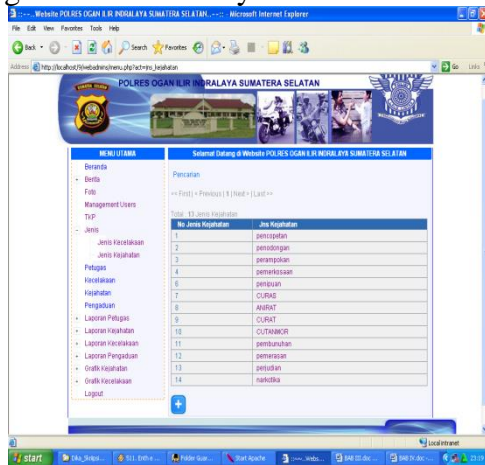 Website POLRES OGAN ILIR INDRALAYA SUMATERA SELATAN..::: - Microsoft Internet Explorer
File Edit View Favorites Tools Help
Back Search Favorites
Address http://localhost/
Go Links
POLRES OGAN ILIR INDRALAYA SUMATERA SELATAN
MENU UTAMA
Selamat Datang di Website POLRES OGAN ILIR INDRALAYA SUMATERA SELATAN
Beranda
Berita
Foto
Management Users
TKP
Jenis
Jenis Kecelakaan
Jenis Kejahatan
Petugas
Kecelakaan
Kejahatan
Pengaduan
Laporan Petugas
Laporan Kejahatan
Laporan Kecelakaan
Laporan Pengaduan
Grafik Kejahatan
Grafik Kecelakaan
Logout
Pencarian
<< First | < Previous | 1 | Next > | Last >>
Total : 13 Jenis Kejahatan
No Jenis Kejahatan Jns Kejahatan
1 pencopetan
2 penodongan
3 perampokan
4 pemerkosaan
6 penipuan
7 CURAS
8 ANIRAT
9 CURAT
10 CUTANMOR
11 pembunuhan
12 pemerasan
13 perjudian
14 narkotika
Local intranet
start
Start Apache
23:19